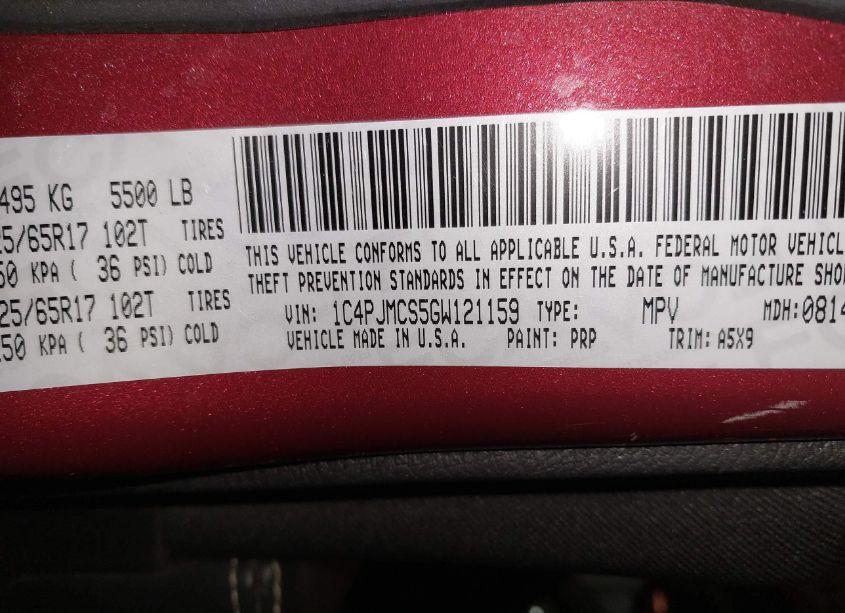 495 KG 5500 LB
25/65R17 102T TIRES
50 KPA ( 36 PSI) COLD
25/65R17 102T TIRES
250 KPA ( 36 PSI) COLD
THIS VEHICLE CONFORMS TO ALL APPLICABLE U.S.A. FEDERAL MOTOR VEHICL
THEFT PREVENTION STANDARDS IN EFFECT ON THE DATE OF MANUFACTURE SHO
VIN: 1C4PJMCS5GW121159 TYPE: MPV MDH:0814
VEHICLE MADE IN U.S.A. PAINT: PRP TRIM: A5X9